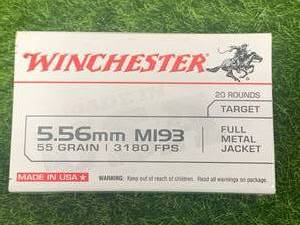 WINCHESTER
20 ROUNDS
TARGET
5.56mm M193
55 GRAIN | 3180 FPS
FULL
METAL
JACKET
MADE IN USA
WARNING: Keep out of reach of children. Read all warnings on package.